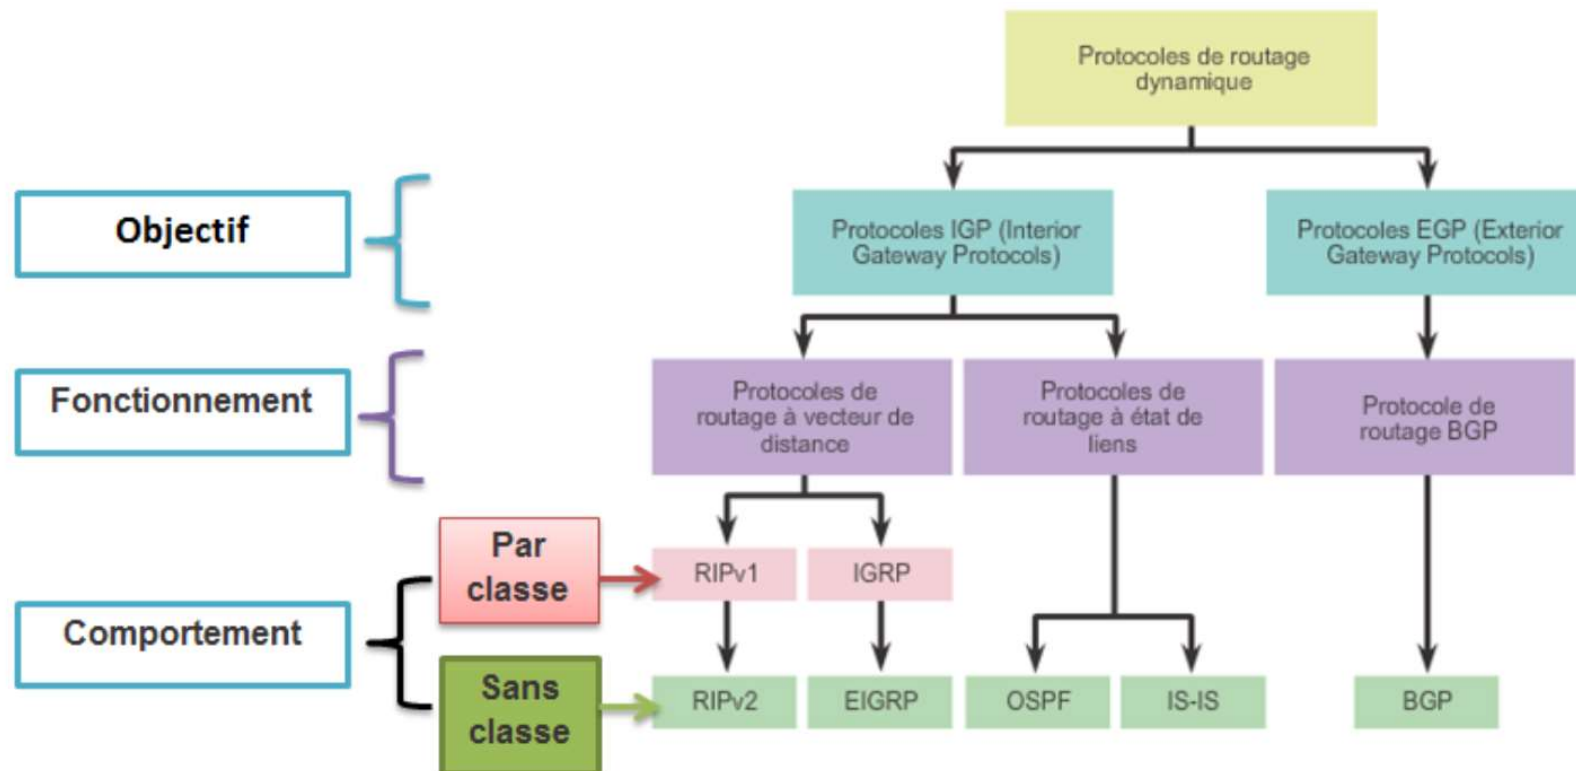 Protocoles de routage
dynamique
Objectif
Protocoles IGP (Interior
Gateway Protocols)
Protocoles EGP (Exterior
Gateway Protocols)
Fonctionnement
Protocoles de
routage à vecteur de
distance
Protocoles de
routage à état de
liens
Protocole de
routage BGP
Comportement
Par
classe
RIPv1
IGRP
Sans
classe
RIPv2
EIGRP
OSPF
IS-IS
BGP